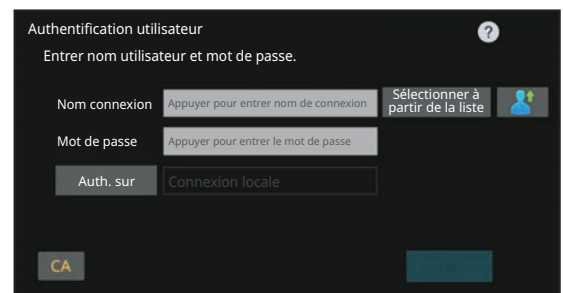 Authentification utilisateur
?
Entrer nom utilisateur et mot de passe.
Nom connexion
Appuyer pour entrer nom de connexion
Sélectionner à
partir de la liste
Mot de passe
Appuyer pour entrer le mot de passe
Auth. sur
Connexion locale
CA
OK